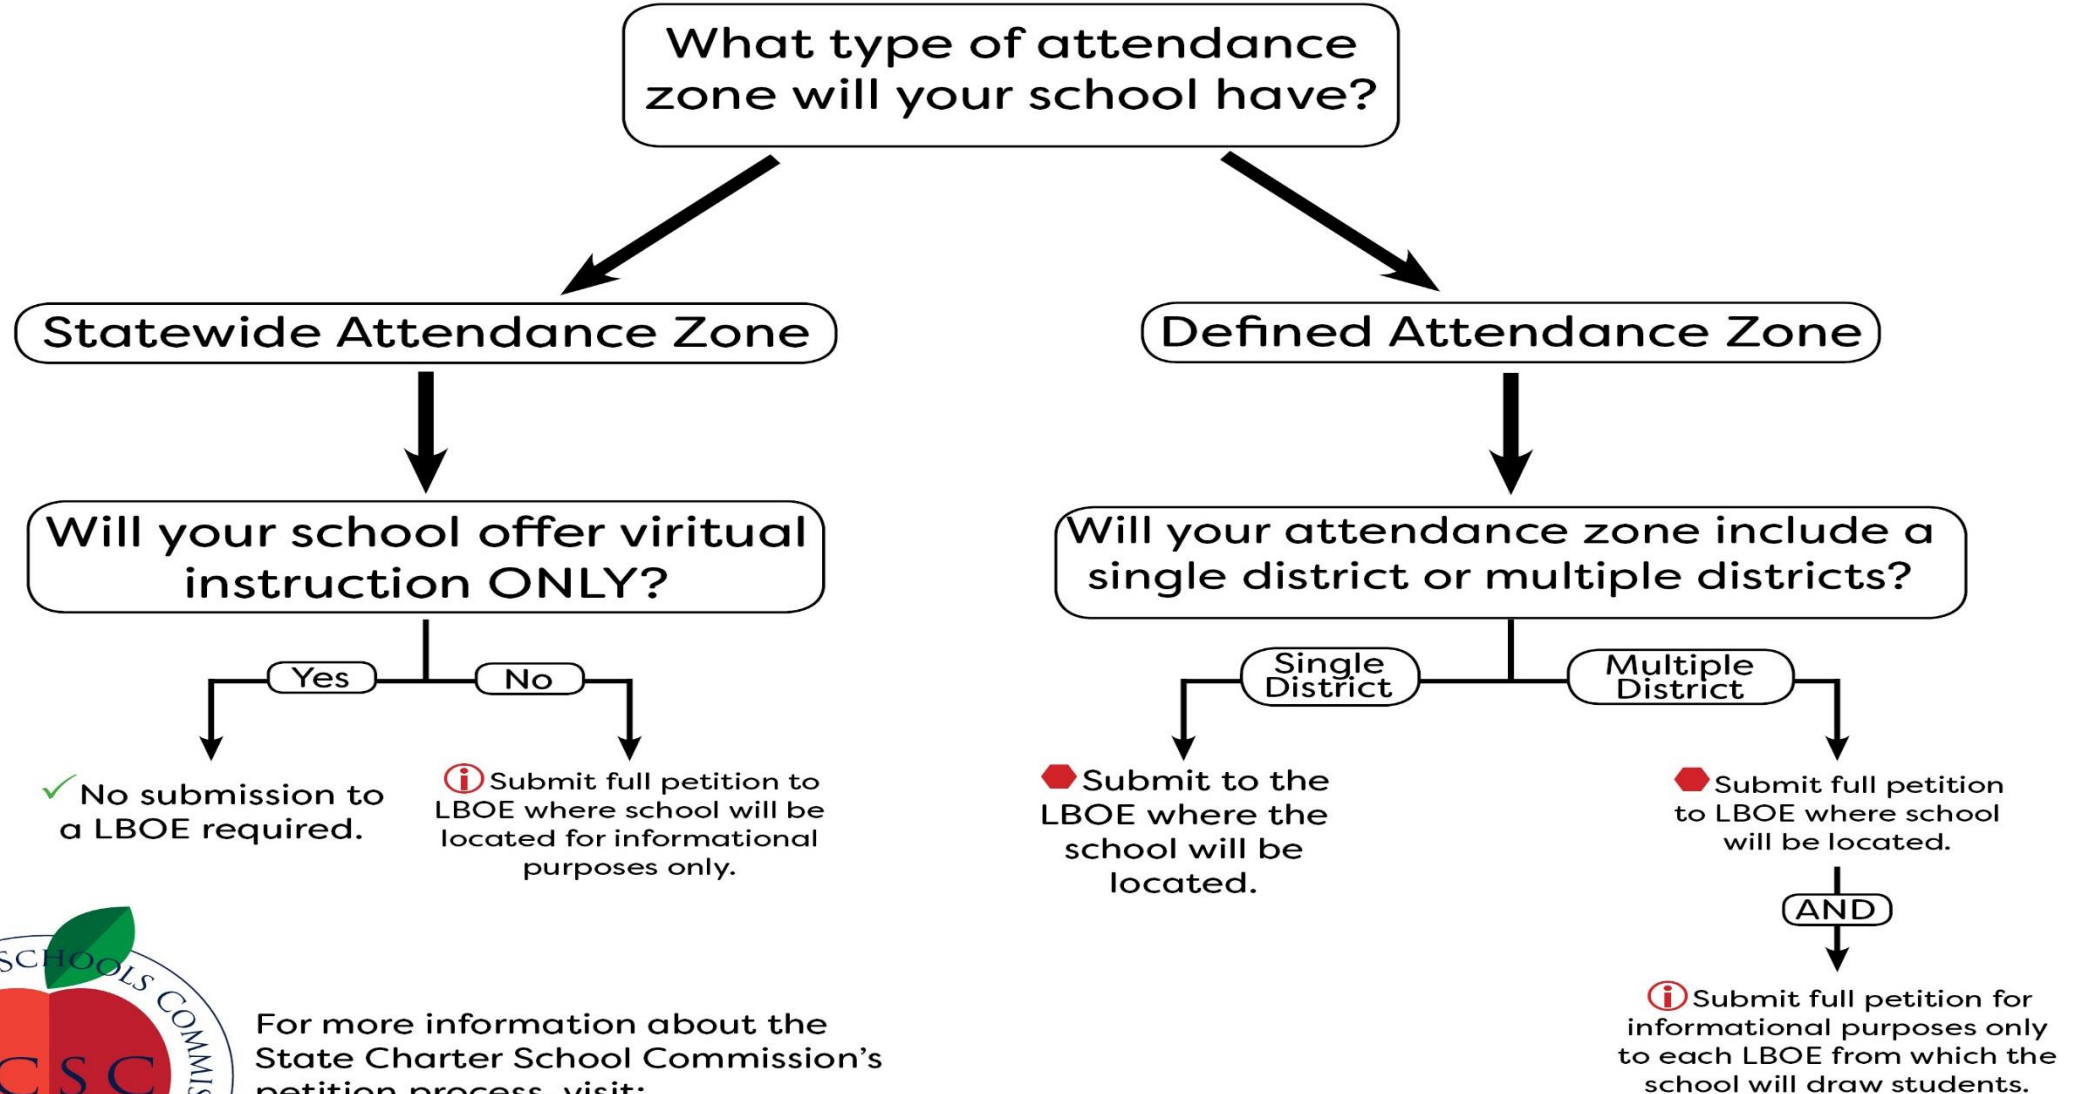 What type of attendance
zone will your school have?
Statewide Attendance Zone
Defined Attendance Zone
Will your school offer viritual
instruction ONLY?
Will your attendance zone include a
single district or multiple districts?
Yes
No
Single
District
Multiple
District
No submission to
a LBOE required.
Submit full petition to
LBOE where school will be
located for informational
purposes only.
Submit to the
LBOE where the
school will be
located.
Submit full petition
to LBOE where school
will be located.
AND
Submit full petition for
informational purposes only
to each LBOE from which the
school will draw students.
SCHOOLS
CSC
For more information about the
State Charter School Commission's
petition process, visit: